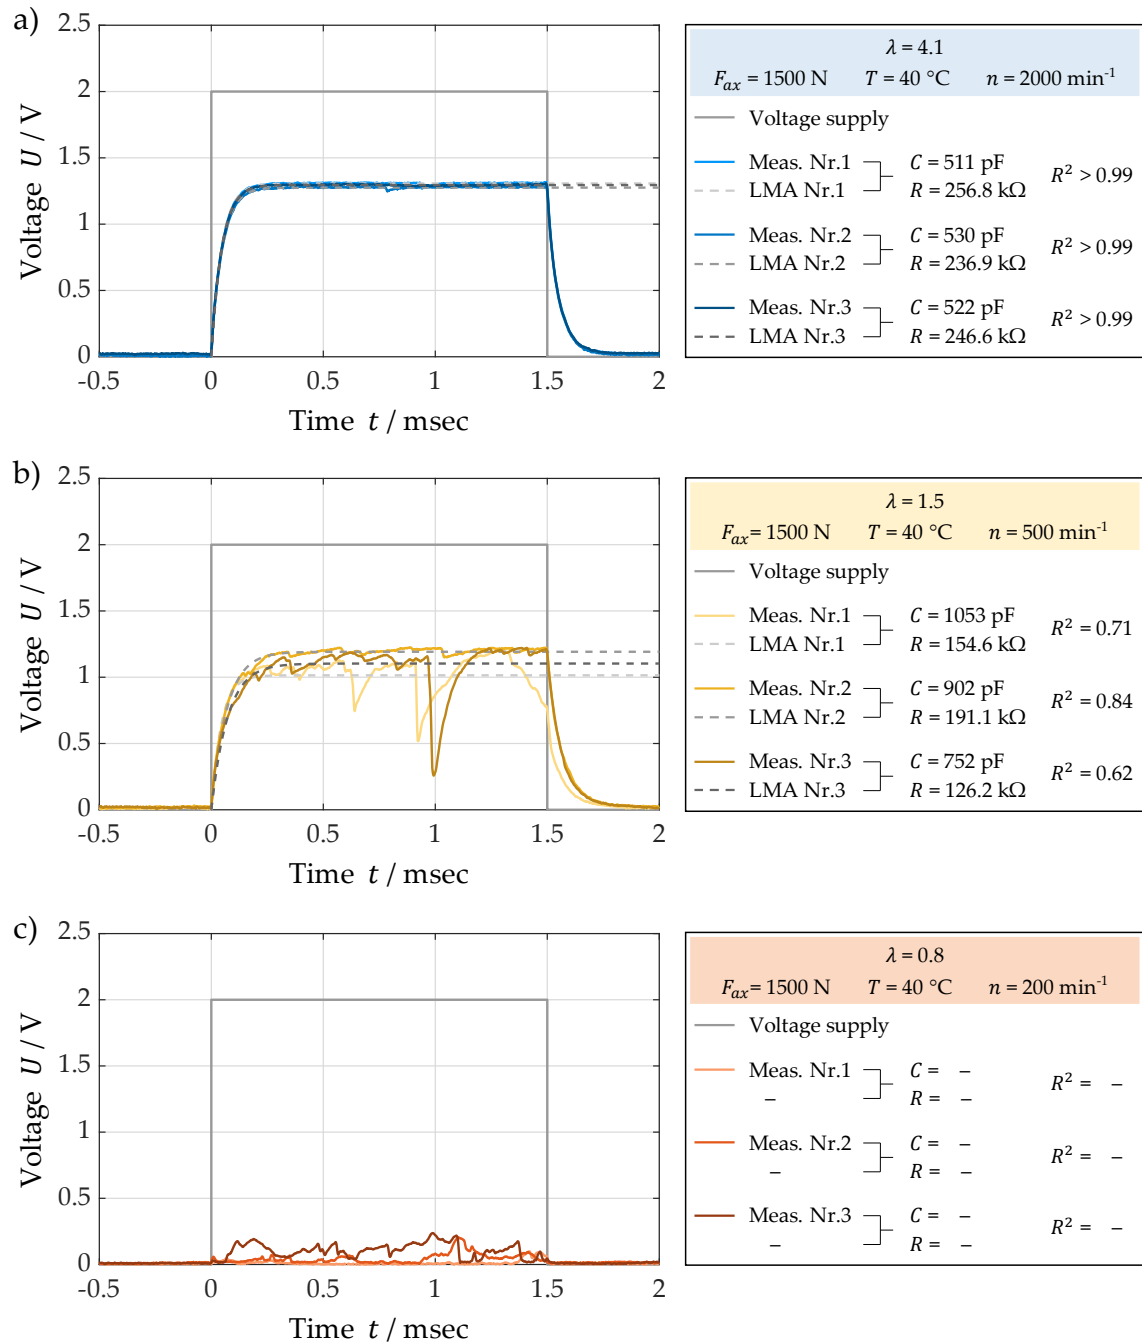 a)
2.5
2
1.5
1
0.5
0
-0.5 0 0.5 1 1.5 2
Voltage U / V
Time t / msec
λ = 4.1
F_ax = 1500 N T = 40 °C n = 2000 min⁻¹
Voltage supply
Meas. Nr.1 C = 511 pF
LMA Nr.1 R = 256.8 kΩ R² > 0.99
Meas. Nr.2 C = 530 pF
LMA Nr.2 R = 236.9 kΩ R² > 0.99
Meas. Nr.3 C = 522 pF
LMA Nr.3 R = 246.6 kΩ R² > 0.99
b)
2.5
2
1.5
1
0.5
0
-0.5 0 0.5 1 1.5 2
Voltage U / V
Time t / msec
λ = 1.5
F_ax = 1500 N T = 40 °C n = 500 min⁻¹
Voltage supply
Meas. Nr.1 C = 1053 pF
LMA Nr.1 R = 154.6 kΩ R² = 0.71
Meas. Nr.2 C = 902 pF
LMA Nr.2 R = 191.1 kΩ R² = 0.84
Meas. Nr.3 C = 752 pF
LMA Nr.3 R = 126.2 kΩ R² = 0.62
c)
2.5
2
1.5
1
0.5
0
-0.5 0 0.5 1 1.5 2
Voltage U / V
Time t / msec
λ = 0.8
F_ax = 1500 N T = 40 °C n = 200 min⁻¹
Voltage supply
Meas. Nr.1 C = –
– R = – R² = –
Meas. Nr.2 C = –
– R = – R² = –
Meas. Nr.3 C = –
– R = – R² = –